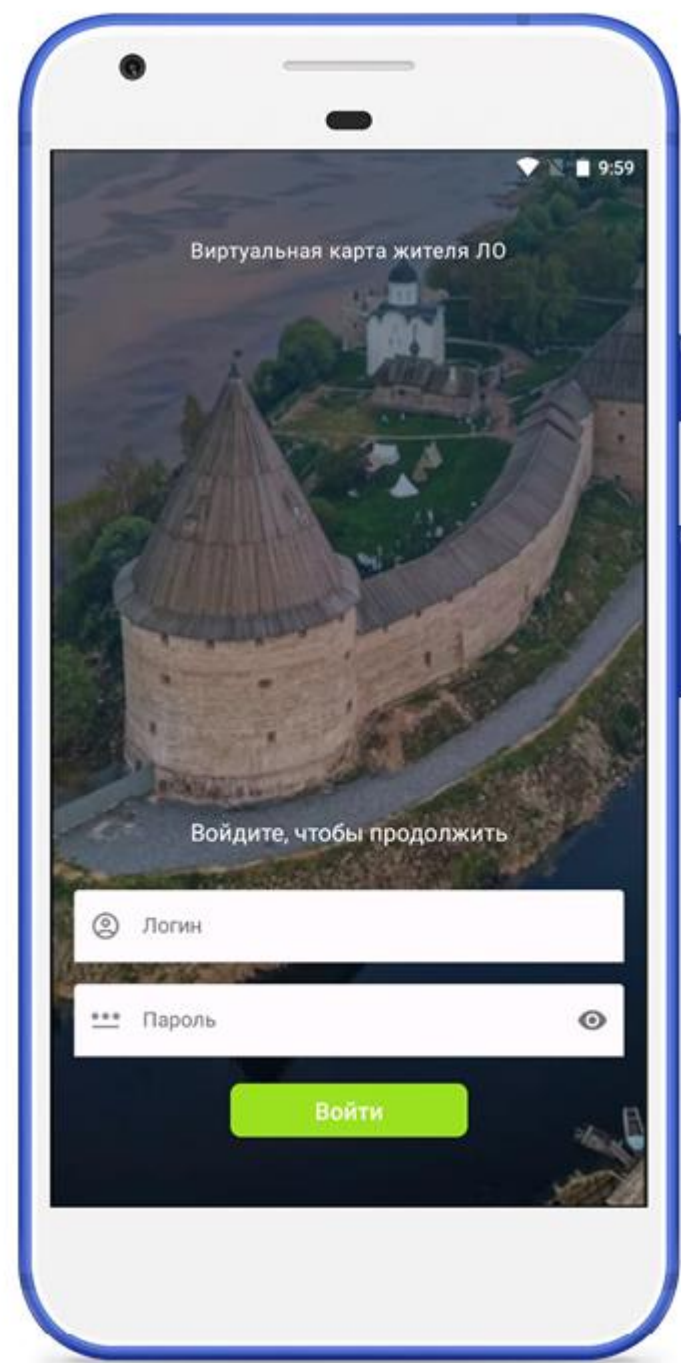 9:59
Виртуальная карта жителя ЛО
Войдите, чтобы продолжить
Логин
Пароль
Войти